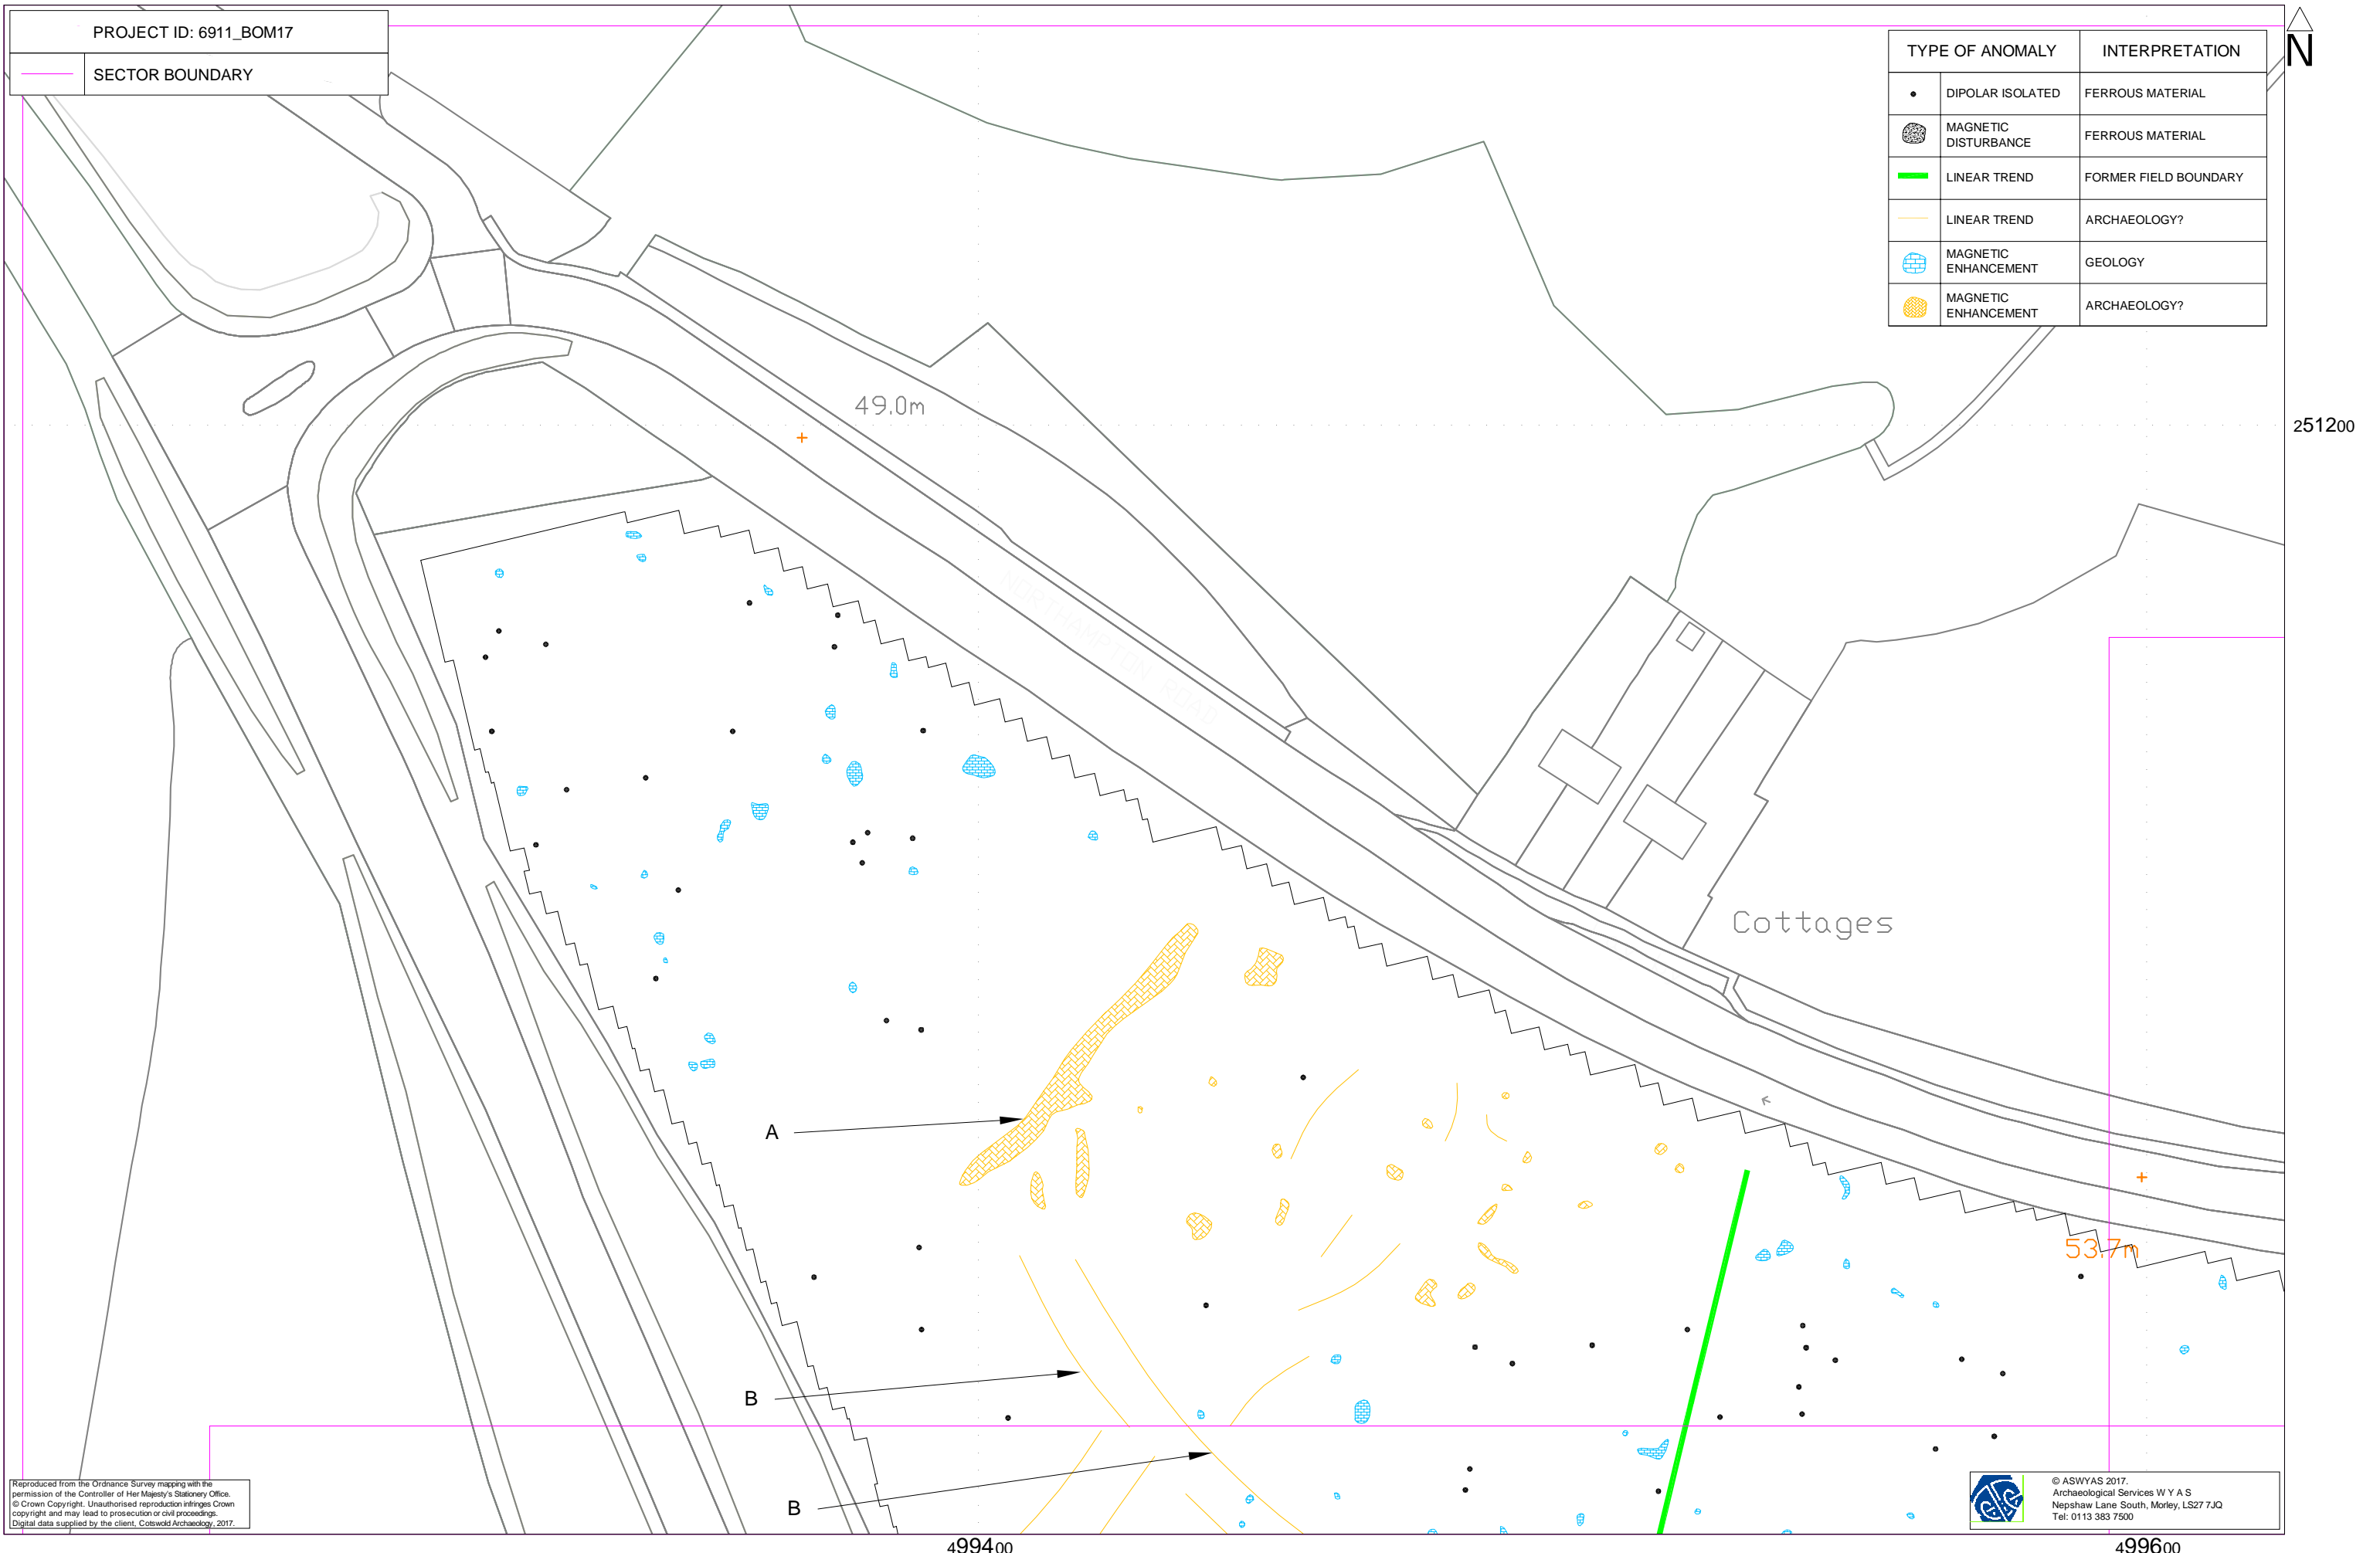 PROJECT ID: 6911_BOM17
SECTOR BOUNDARY
TYPE OF ANOMALY INTERPRETATION
DIPOLAR ISOLATED FERROUS MATERIAL
MAGNETIC
DISTURBANCE
FERROUS MATERIAL
LINEAR TREND FORMER FIELD BOUNDARY
LINEAR TREND ARCHAEOLOGY?
MAGNETIC
ENHANCEMENT
GEOLOGY
MAGNETIC
ENHANCEMENT
ARCHAEOLOGY?
N
49.0m
251200
NORTHAMPTON ROAD
Cottages
A
53.7m
B
B
Reproduced from the Ordnance Survey mapping with the
permission of the Controller of Her Majesty's Stationery Office.
© Crown Copyright. Unauthorised reproduction infringes Crown
copyright and may lead to prosecution or civil proceedings.
Digital data supplied by the client, Cotswold Archaeology, 2017.
© ASWYAS 2017.
Archaeological Services W Y A S
Nepshaw Lane South, Morley, LS27 7JQ
Tel: 0113 383 7500
499400
499600